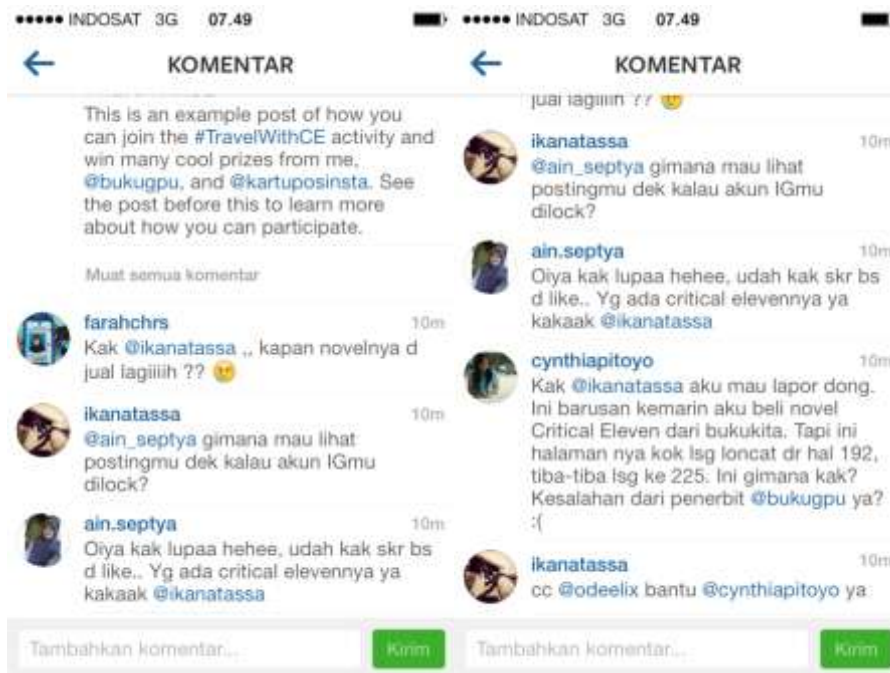 INDOSAT 3G 07.49
KOMENTAR
This is an example post of how you
can join the #TravelWithCE activity and
win many cool prizes from me,
@bukugpu, and @kartuposinsta. See
the post before this to learn more
about how you can participate.
Muat semua komentar
farahchrs 10m
Kak @ikanatassa ,, kapan novelnya d
jual lagiiiih ?? 😢
ikanatassa 10m
@ain_septya gimana mau lihat
postingmu dek kalau akun IGmu
dilock?
ain.septya 10m
Oiya kak lupaa hehee, udah kak skr bs
d like.. Yg ada critical elevennya ya
kakaak @ikanatassa
Tambahkan komentar... Kirim
INDOSAT 3G 07.49
KOMENTAR
jual lagiiiih ?? 😢
ikanatassa 10m
@ain_septya gimana mau lihat
postingmu dek kalau akun IGmu
dilock?
ain.septya 10m
Oiya kak lupaa hehee, udah kak skr bs
d like.. Yg ada critical elevennya ya
kakaak @ikanatassa
cynthiapitoyo 10m
Kak @ikanatassa aku mau lapor dong.
Ini barusan kemarin aku beli novel
Critical Eleven dari bukukita. Tapi ini
halaman nya kok lsg loncat dr hal 192,
tiba-tiba lsg ke 225. Ini gimana kak?
Kesalahan dari penerbit @bukugpu ya?
:(
ikanatassa 10m
cc @odeelix bantu @cynthiapitoyo ya
Tambahkan komentar... Kirim